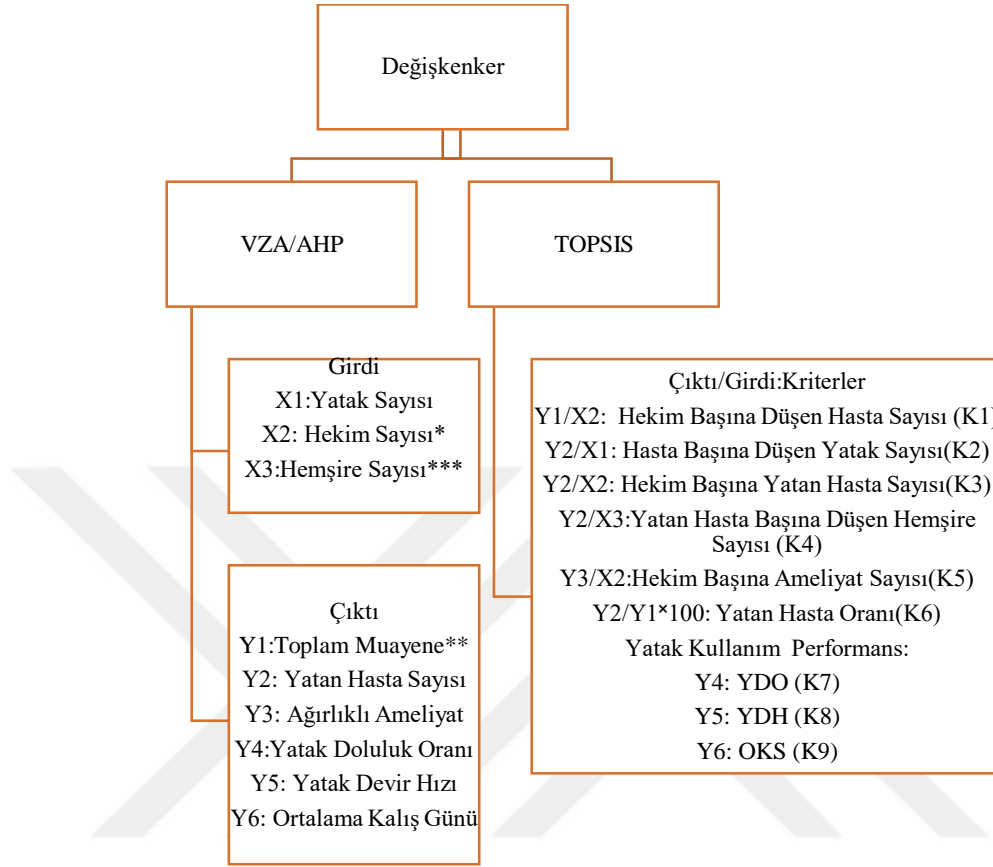 Değişkenker
VZA/AHP
TOPSIS
Girdi
X1:Yatak Sayısı
X2: Hekim Sayısı*
X3:Hemşire Sayısı***
Çıktı
Y1:Toplam Muayene**
Y2: Yatan Hasta Sayısı
Y3: Ağırlıklı Ameliyat
Y4:Yatak Doluluk Oranı
Y5: Yatak Devir Hızı
Y6: Ortalama Kalış Günü
Çıktı/Girdi:Kriterler
Y1/X2: Hekim Başına Düşen Hasta Sayısı (K1)
Y2/X1: Hasta Başına Düşen Yatak Sayısı(K2)
Y2/X2: Hekim Başına Yatan Hasta Sayısı(K3)
Y2/X3:Yatan Hasta Başına Düşen Hemşire
Sayısı (K4)
Y3/X2:Hekim Başına Ameliyat Sayısı(K5)
Y2/Y1*100: Yatan Hasta Oranı(K6)
Yatak Kullanım Performans:
Y4: YDO (K7)
Y5: YDH (K8)
Y6: OKS (K9)